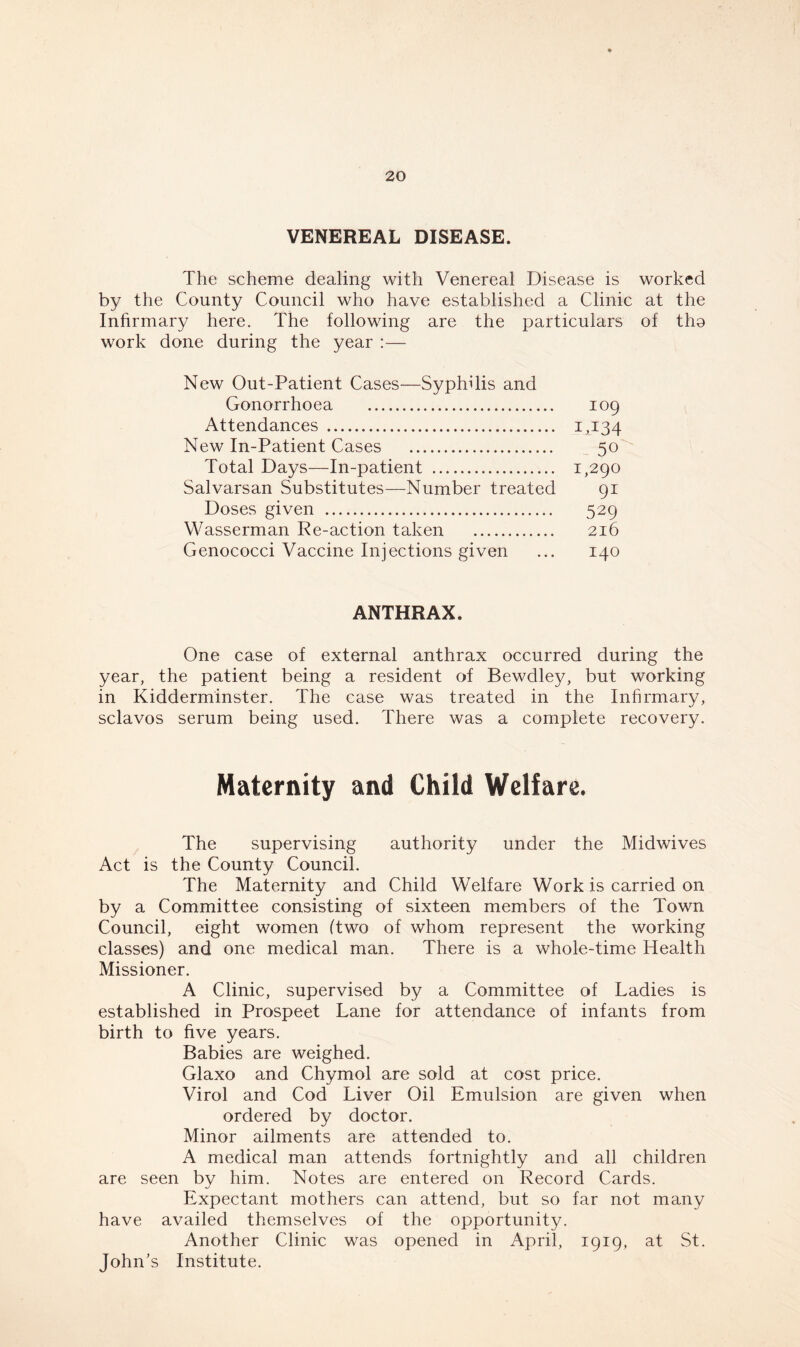 20
VENEREAL DISEASE.
The scheme dealing with Venereal Disease is worked
by the County Council who have established a Clinic at the
Infirmary here. The following are the particulars of the
work done during the year :—
New Out-Patient Cases—Syphilis and
Gonorrhoea .............................. 109
Attendances .................................... 1,134
New In-Patient Cases ....................... 50
Total Days—In-patient ................... 1,290
Salvarsan Substitutes—Number treated 91
Doses given .................................... 529
Wasserman Re-action taken ............ 216
Genococci Vaccine Injections given ... 140
ANTHRAX.
One case of external anthrax occurred during the
year, the patient being a resident of Bewdley, but working
in Kidderminster. The case was treated in the Infirmary,
sclavos serum being used. There was a complete recovery.
Maternity and Child Welfare.
The supervising authority under the Midwives
Act is the County Council.
The Maternity and Child Welfare Work is carried on
by a Committee consisting of sixteen members of the Town
Council, eight women (two of whom represent the working
classes) and one medical man. There is a whole-time Health
Missioner.
A Clinic, supervised by a Committee of Ladies is
established in Prospeet Lane for attendance of infants from
birth to five years.
Babies are weighed.
Glaxo and Chymol are sold at cost price.
Virol and Cod Liver Oil Emulsion are given when
ordered by doctor.
Minor ailments are attended to.
A medical man attends fortnightly and all children
are seen by him. Notes are entered on Record Cards.
Expectant mothers can attend, but so far not many
have availed themselves of the opportunity.
Another Clinic was opened in April, 1919, at St.
John's Institute.